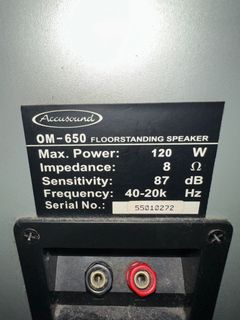 Accusound
OM-650 FLOORSTANDING SPEAKER
Max. Power: 120 W
Impedance: 8 Ω
Sensitivity: 87 dB
Frequency: 40-20k Hz
Serial No.: 55010272